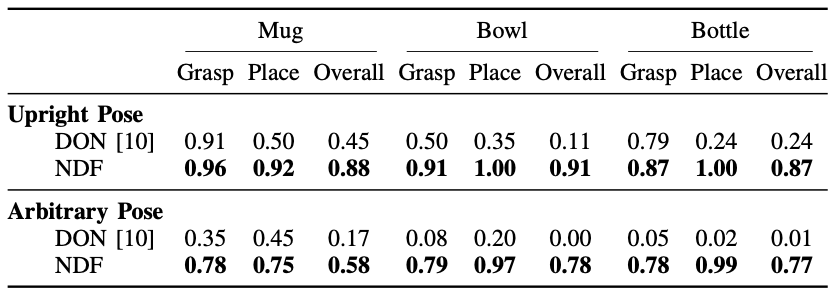 Mug Bowl Bottle
Grasp Place Overall Grasp Place Overall Grasp Place Overall
Upright Pose
DON [10] 0.91 0.50 0.45 0.50 0.35 0.11 0.79 0.24 0.24
NDF 0.96 0.92 0.88 0.91 1.00 0.91 0.87 1.00 0.87
Arbitrary Pose
DON [10] 0.35 0.45 0.17 0.08 0.20 0.00 0.05 0.02 0.01
NDF 0.78 0.75 0.58 0.79 0.97 0.78 0.78 0.99 0.77